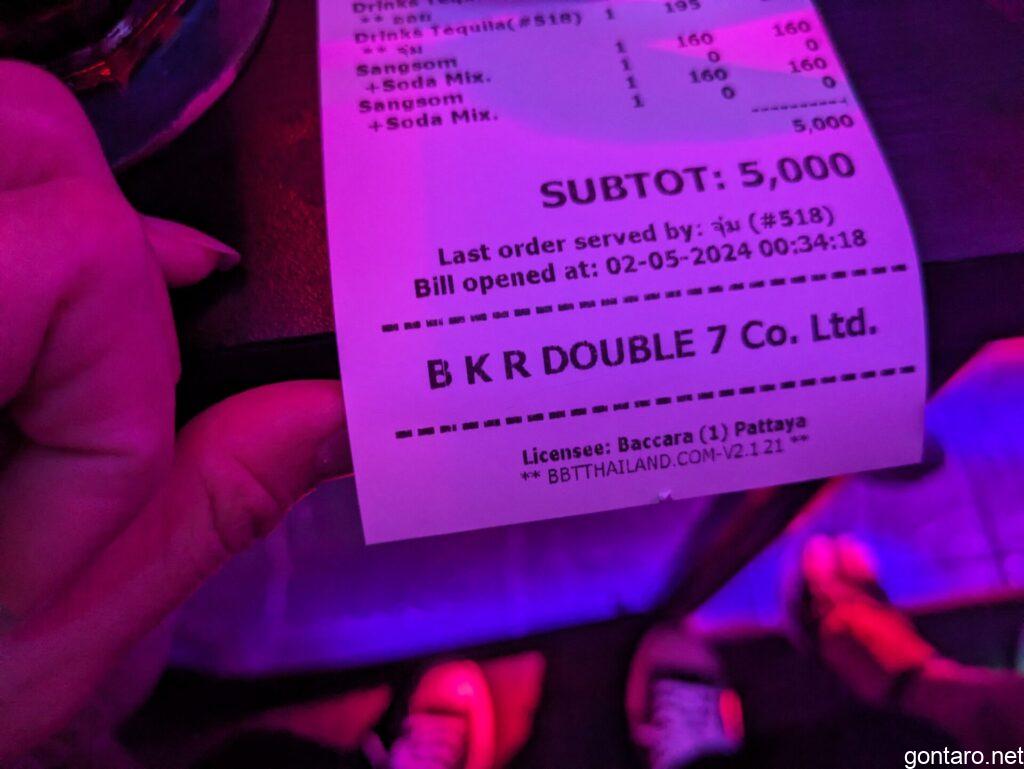 Drinks Tequila
Drinks Tequila(#518) 1 195
** จุ่ม
Sangsom 1 160 160
+Soda Mix. 1 0 0
Sangsom 1 160 160
+Soda Mix. 1 0 0
5,000
SUBTOT: 5,000
Last order served by: จุ่ม (#518)
Bill opened at: 02-05-2024 00:34:18
B K R DOUBLE 7 Co. Ltd.
Licensee: Baccara (1) Pattaya
** BBTTHAILAND.COM-V2.1.21 **
gontaro.net